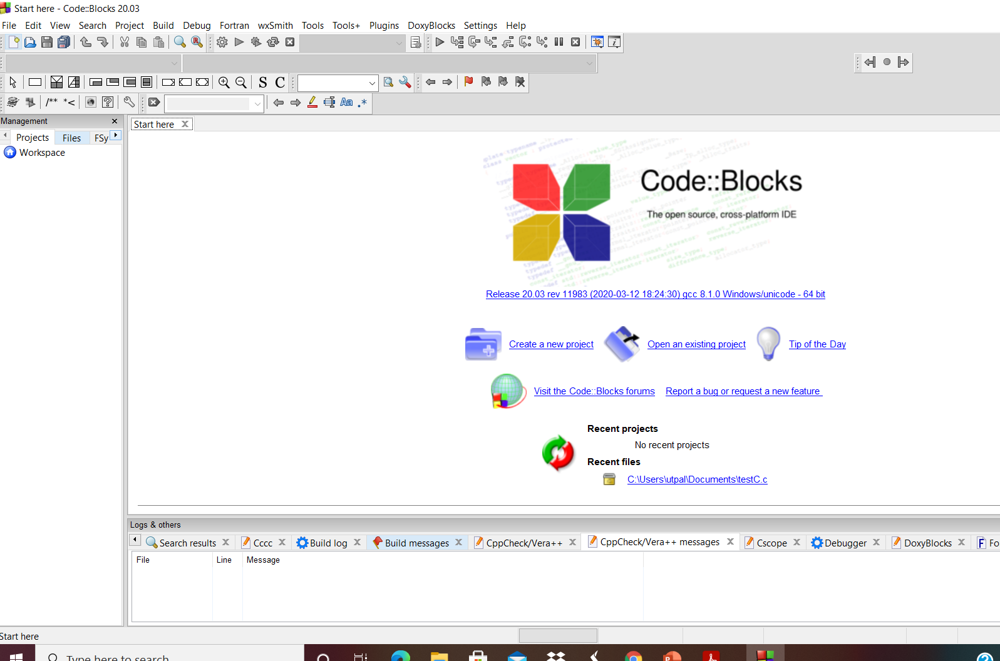 Start here - Code::Blocks 20.03
File Edit View Search Project Build Debug Fortran wxSmith Tools Tools+ Plugins DoxyBlocks Settings Help
S C
/** *< Aa .*
Management
Projects Files FSy
Workspace
Start here
Code::Blocks
The open source, cross-platform IDE
Release 20.03 rev 11983 (2020-03-12 18:24:30) gcc 8.1.0 Windows/unicode - 64 bit
Create a new project Open an existing project Tip of the Day
Visit the Code::Blocks forums Report a bug or request a new feature
Recent projects
No recent projects
Recent files
C:\Users\utpal\Documents\testC.c
Logs & others
Search results Cccc Build log Build messages CppCheck/Vera++ CppCheck/Vera++ messages Cscope Debugger DoxyBlocks Fo
File Line Message
Start here
Type here to search